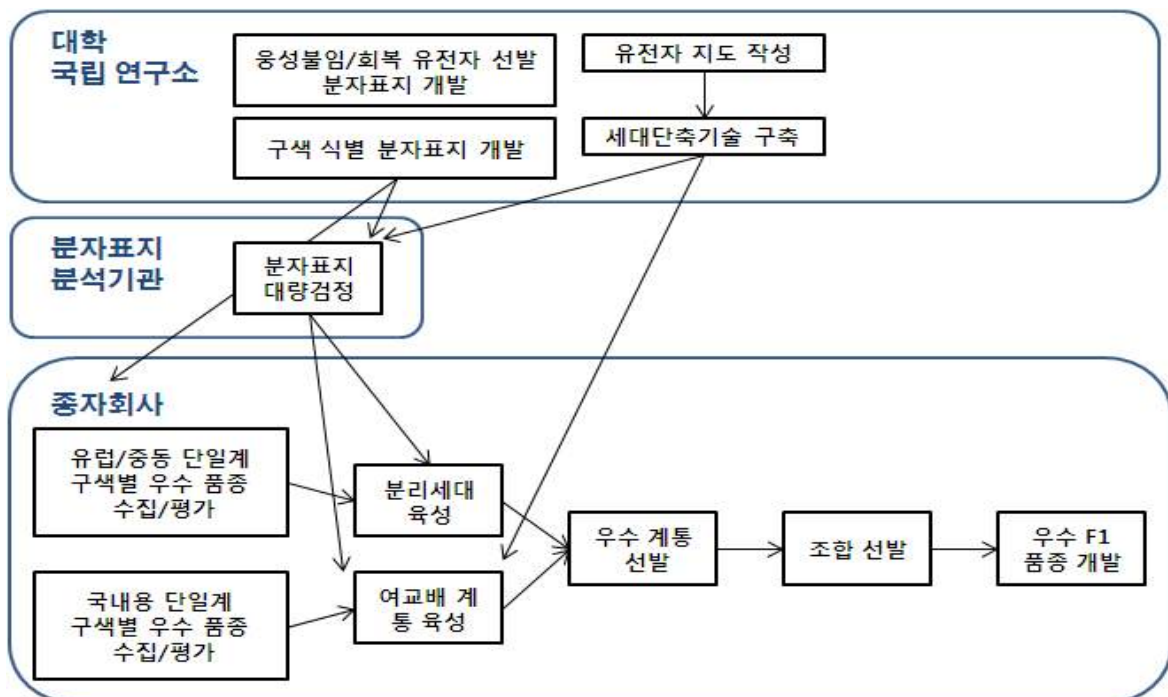 대학
국립 연구소
웅성불임/회복 유전자 선발
분자표지 개발
유전자 지도 작성
구색 식별 분자표지 개발
세대단축기술 구축
분자표지
분석기관
분자표지
대량검정
종자회사
유럽/중동 단일계
구색별 우수 품종
수집/평가
분리세대
육성
우수 계통
선발
조합 선발
우수 F1
품종 개발
국내용 단일계
구색별 우수 품종
수집/평가
여교배 계
통 육성